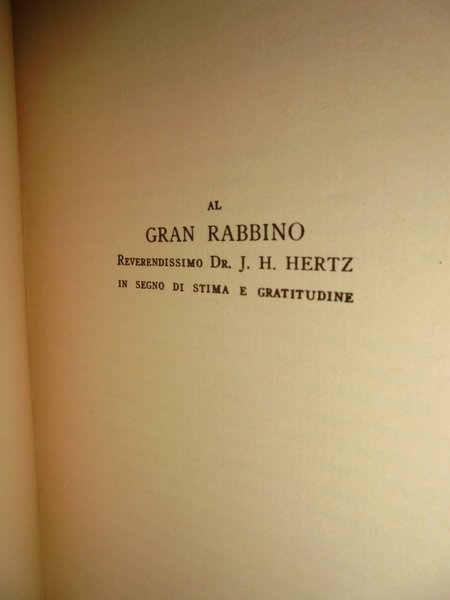 AL
GRAN RABBINO
REVERENDISSIMO DR. J. H. HERTZ
IN SEGNO DI STIMA E GRATITUDINE